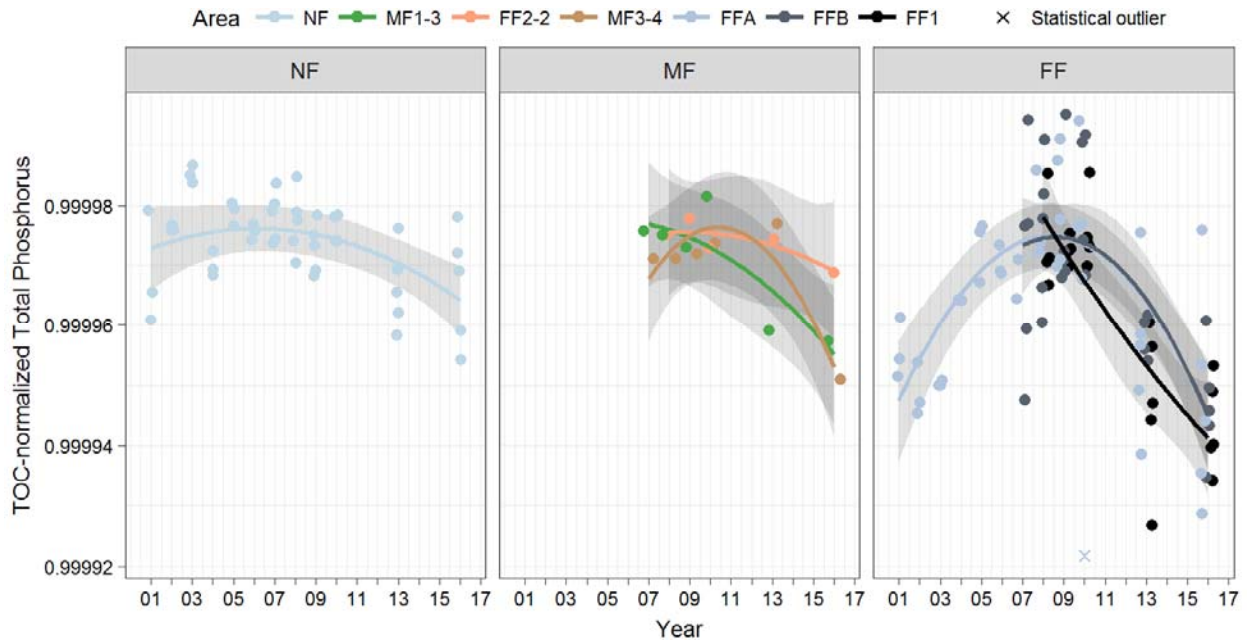 Area NF MF1-3 FF2-2 MF3-4 FFA FFB FF1 × Statistical outlier
NF MF FF
TOC-normalized Total Phosphorus
0.99998
0.99996
0.99994
0.99992
01 03 05 07 09 11 13 15 17 01 03 05 07 09 11 13 15 17 01 03 05 07 09 11 13 15 17
Year